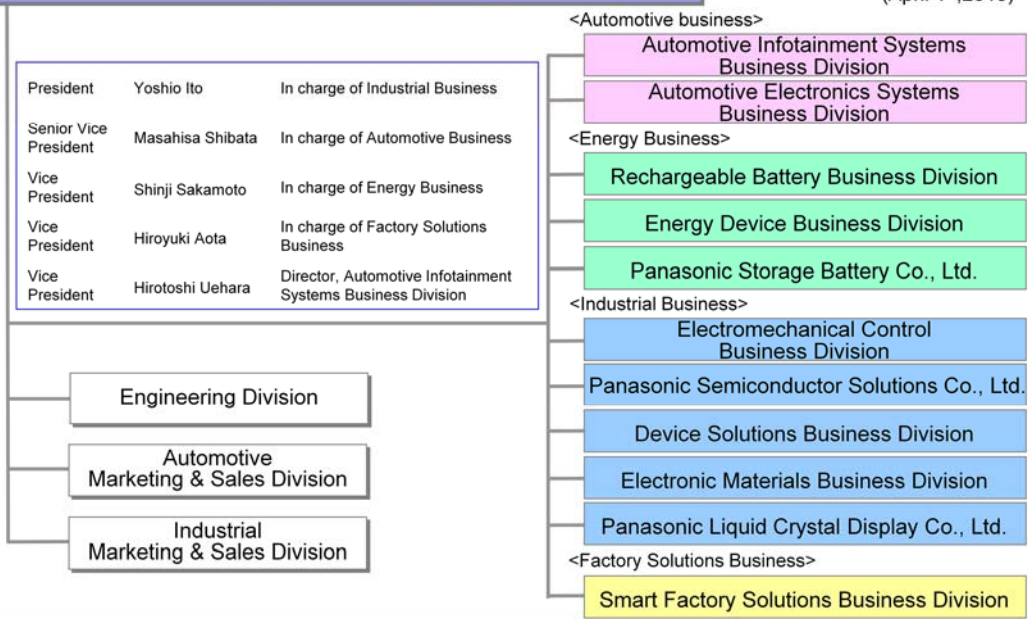 <Automotive business>
Automotive Infotainment Systems
Business Division
Automotive Electronics Systems
Business Division
<Energy Business>
Rechargeable Battery Business Division
Energy Device Business Division
Panasonic Storage Battery Co., Ltd.
<Industrial Business>
Electromechanical Control
Business Division
Panasonic Semiconductor Solutions Co., Ltd.
Device Solutions Business Division
Electronic Materials Business Division
Panasonic Liquid Crystal Display Co., Ltd.
<Factory Solutions Business>
Smart Factory Solutions Business Division
President Yoshio Ito In charge of Industrial Business
Senior Vice
President Masahisa Shibata In charge of Automotive Business
Vice
President Shinji Sakamoto In charge of Energy Business
Vice
President Hiroyuki Aota In charge of Factory Solutions
Business
Vice
President Hirotoshi Uehara Director, Automotive Infotainment
Systems Business Division
Engineering Division
Automotive
Marketing & Sales Division
Industrial
Marketing & Sales Division